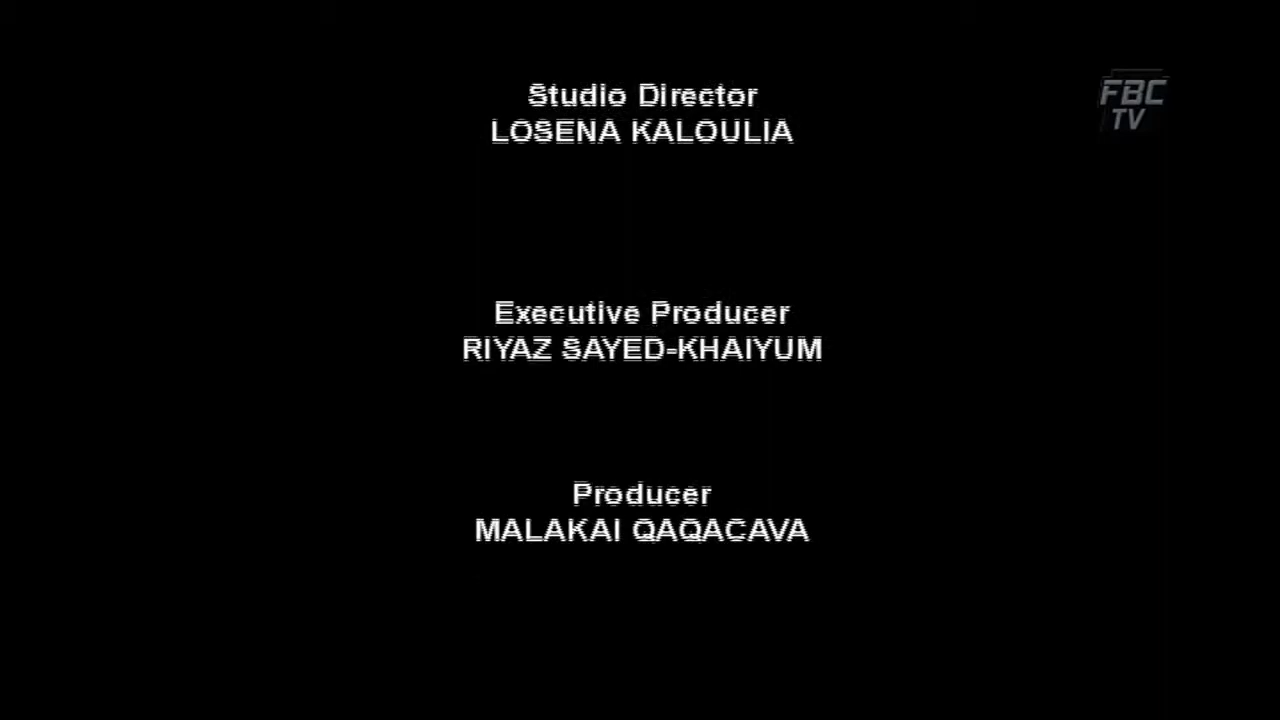 Studio Director
LOSENA KALOULIA
FBC
TV
Executive Producer
RIYAZ SAYED-KHAIYUM
Producer
MALAKAI QAQACAVA